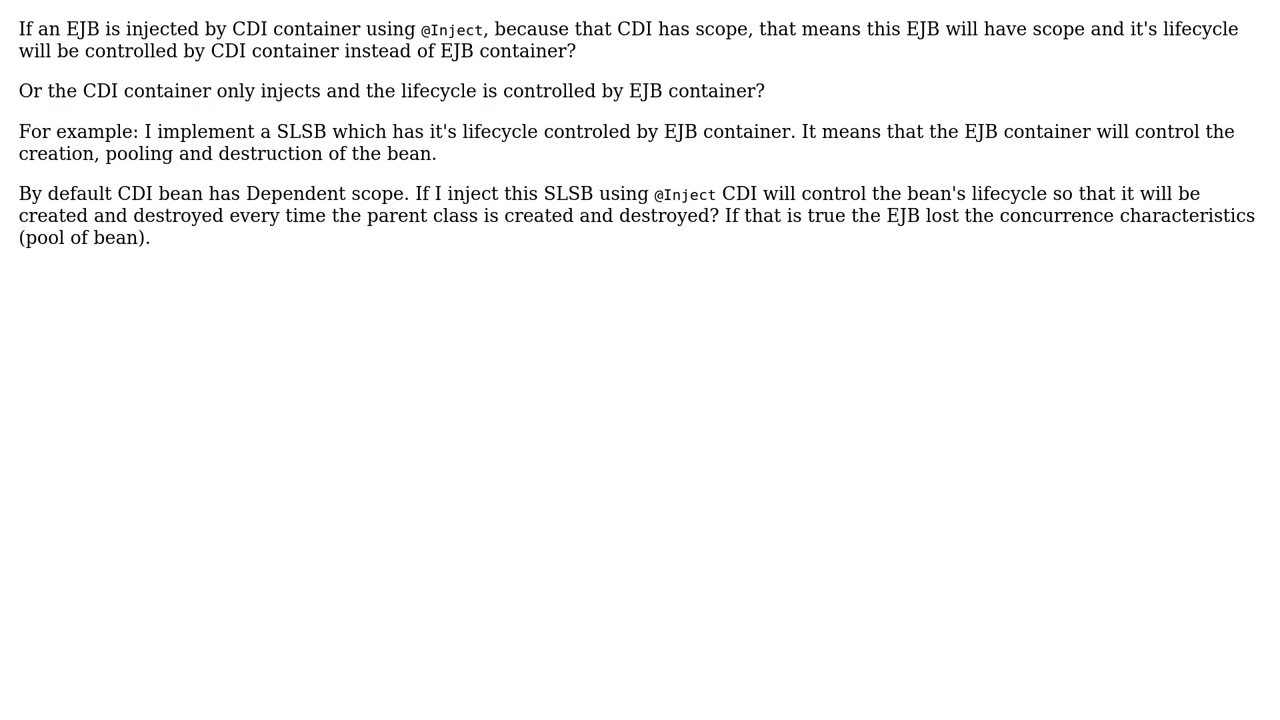 If an EJB is injected by CDI container using @Inject, because that CDI has scope, that means this EJB will have scope and it's lifecycle
will be controlled by CDI container instead of EJB container?
Or the CDI container only injects and the lifecycle is controlled by EJB container?
For example: I implement a SLSB which has it's lifecycle controled by EJB container. It means that the EJB container will control the
creation, pooling and destruction of the bean.
By default CDI bean has Dependent scope. If I inject this SLSB using @Inject CDI will control the bean's lifecycle so that it will be
created and destroyed every time the parent class is created and destroyed? If that is true the EJB lost the concurrence characteristics
(pool of bean).